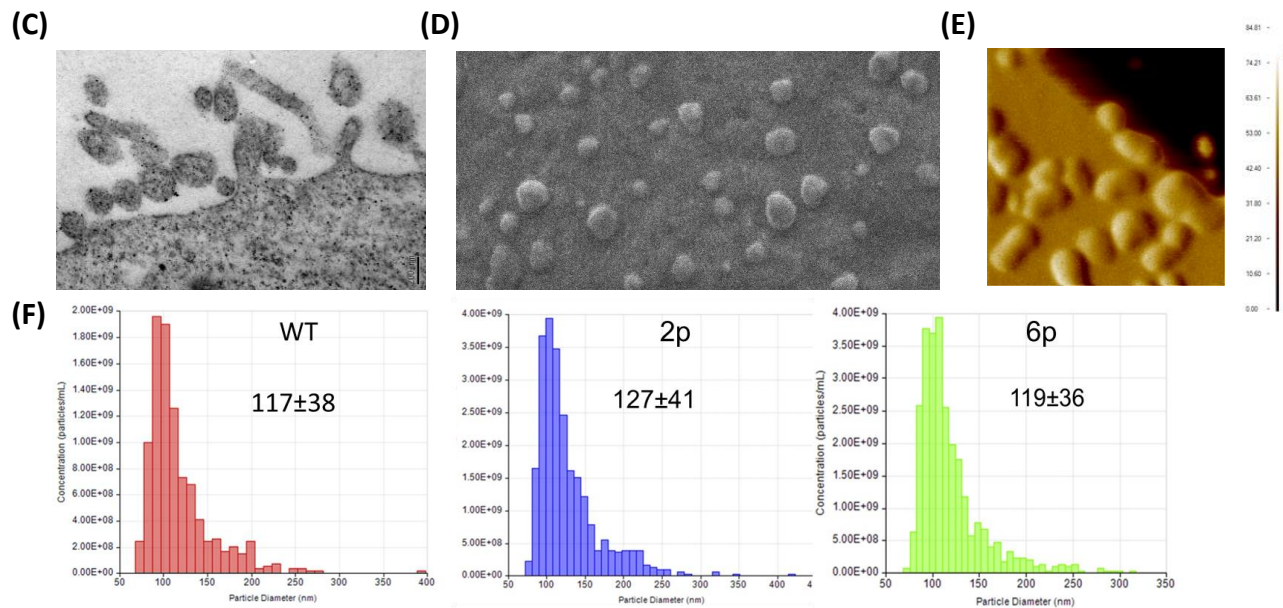 (C)
(D)
(E)
84.81
74.21
63.61
53.00
42.40
31.80
21.20
10.60
0.00
(F)
WT
117±38
2.00E+09
1.80E+09
1.60E+09
1.40E+09
1.20E+09
1.00E+09
8.00E+08
6.00E+08
4.00E+08
2.00E+08
0.00E+00
Concentration (particles/mL)
50
100
150
200
250
300
350
400
Particle Diameter (nm)
2p
127±41
4.00E+09
3.50E+09
3.00E+09
2.50E+09
2.00E+09
1.50E+09
1.00E+09
5.00E+08
0.00E+00
50
100
150
200
250
300
350
400
4
Particle Diameter (nm)
6p
119±36
4.00E+09
3.50E+09
3.00E+09
2.50E+09
2.00E+09
1.50E+09
1.00E+09
5.00E+08
0.00E+00
Concentration (particles/mL)
50
100
150
200
250
300
350
Particle Diameter (nm)